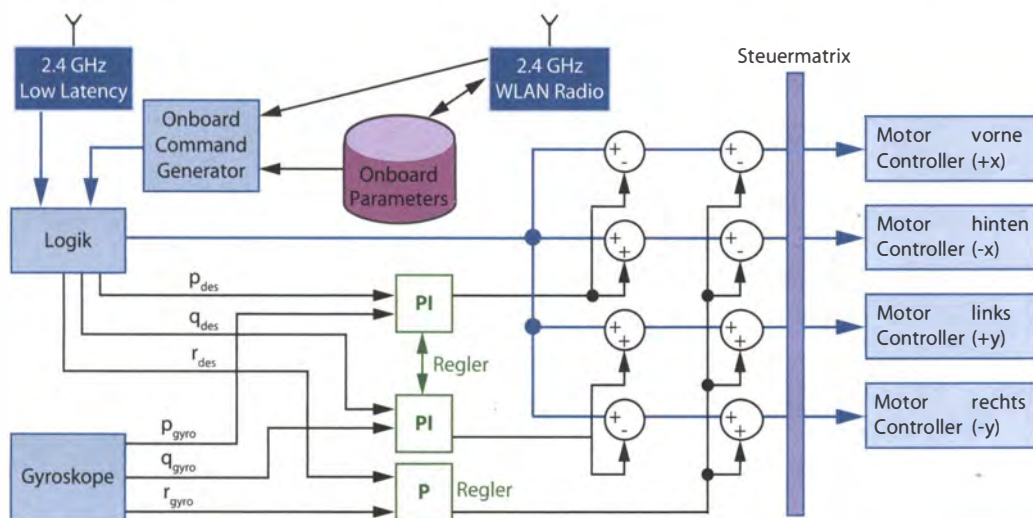 2.4 GHz
Low Latency
2.4 GHz
WLAN Radio
Steuermatrix
Onboard
Command
Generator
Onboard
Parameters
Motor vorne
Controller (+x)
Logik
Motor hinten
Controller (-x)
p_des
PI
q_des
Regler
r_des
Motor links
Controller (+y)
PI
Motor rechts
Controller (-y)
p_gyro
Gyroskope
q_gyro
P
Regler
r_gyro
+
-
+
-
+
+
+
-
+
+
+
+
+
-
+
+